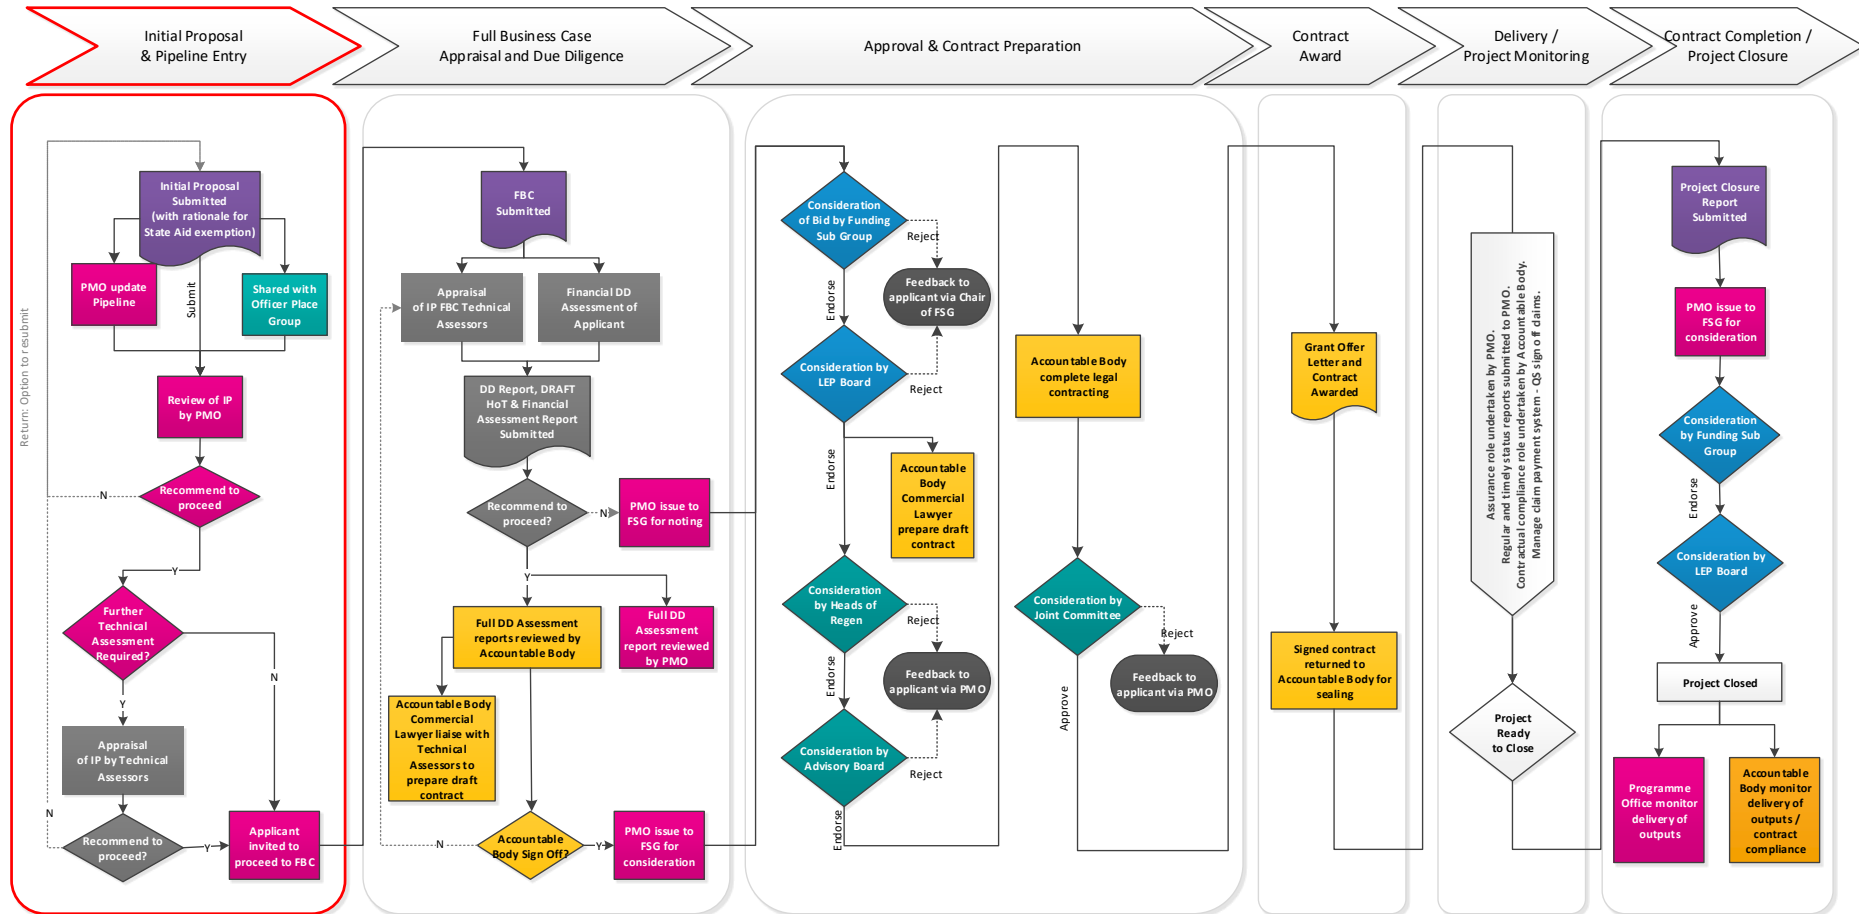 Initial Proposal
& Pipeline Entry
Full Business Case
Appraisal and Due Diligence
Approval & Contract Preparation
Contract
Award
Delivery /
Project Monitoring
Contract Completion /
Project Closure
Return: Option to resubmit
Initial Proposal
Submitted
(with rationale for
State Aid exemption)
PMO update
Pipeline
Submit
Shared with
Officer Place
Group
Review of IP
by PMO
Recommend to
proceed
N
Y
Further
Technical
Assessment
Required?
N
Y
Appraisal
of IP by Technical
Assessors
N
Recommend to
proceed?
Y
Applicant
invited to
proceed to FBC
FBC
Submitted
Appraisal
of IP FBC Technical
Assessors
Financial DD
Assessment of
Applicant
DD Report, DRAFT
HoT & Financial
Assessment Report
Submitted
Recommend to
proceed?
N
PMO issue to
FSG for noting
Y
Full DD Assessment
reports reviewed by
Accountable Body
Full DD
Assessment
report reviewed
by PMO
Accountable Body
Commercial
Lawyer liaise with
Technical
Assessors to
prepare draft
contract
N
Accountable
Body Sign Off?
Y
PMO issue to
FSG for
consideration
Consideration
of Bid by Funding
Sub Group
Reject
Feedback to
applicant via Chair
of FSG
Endorse
Consideration by
LEP Board
Reject
Endorse
Accountable
Body
Commercial
Lawyer
prepare draft
contract
Consideration
by Heads of
Regen
Reject
Feedback to
applicant via PMO
Endorse
Consideration by
Advisory Board
Reject
Endorse
Accountable Body
complete legal
contracting
Consideration by
Joint Committee
Reject
Feedback to
applicant via PMO
Approve
Grant Offer
Letter and
Contract
Awarded
Signed contract
returned to
Accountable Body for
sealing
Assurance role undertaken by PMO.
Regular and timely status reports submitted to PMO.
Contractual compliance role undertaken by Accountable Body.
Manage claim payment system - QS sign off claims.
Project
Ready
to Close
Project Closure
Report
Submitted
PMO issue to
FSG for
consideration
Consideration
by Funding Sub
Group
Endorse
Consideration by
LEP Board
Approve
Project Closed
Programme
Office monitor
delivery of
outputs
Accountable
Body monitor
delivery of
outputs /
contract
compliance